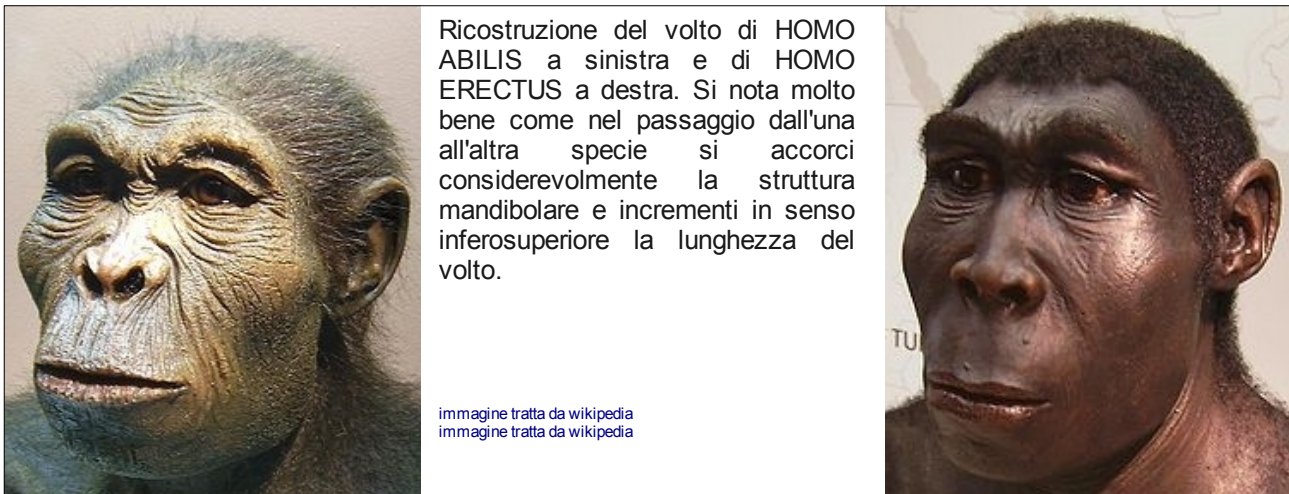 Ricostruzione del volto di HOMO
ABILIS a sinistra e di HOMO
ERECTUS a destra. Si nota molto
bene come nel passaggio dall'una
all'altra specie si accorci
considerevolmente la struttura
mandibolare e incrementi in senso
inferosuperiore la lunghezza del
volto.
immagine tratta da wikipedia
immagine tratta da wikipedia
TU